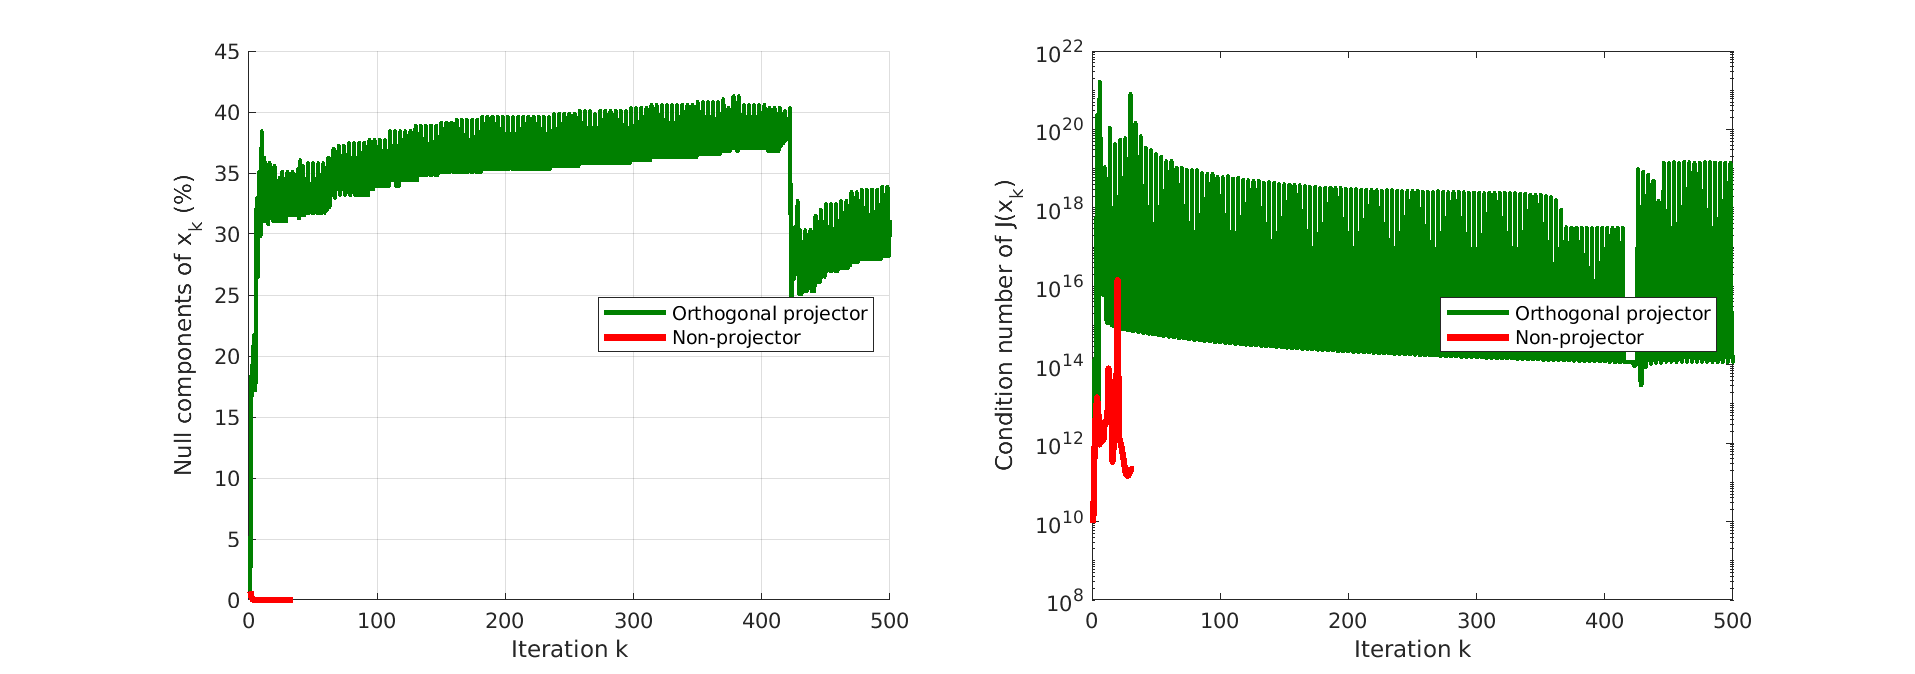 Null components of x_k (%)
45
40
35
30
25
20
15
10
5
0
Orthogonal projector
Non-projector
0 100 200 300 400 500
Iteration k
Condition number of J(x_k)
10^22
10^20
10^18
10^16
10^14
10^12
10^10
10^8
Orthogonal projector
Non-projector
0 100 200 300 400 500
Iteration k